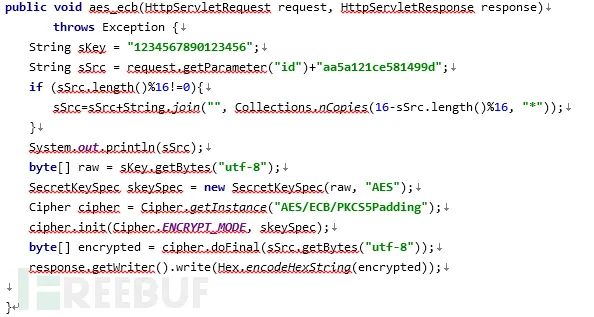 public void aes_ecb(HttpServletRequest request, HttpServletResponse response)
throws Exception {↓
String sKey = "1234567890123456";↓
String sSrc = request.getParameter("id")+"aa5a121ce581499d";↓
if (sSrc.length()%16!=0){↓
sSrc=sSrc+String.join("", Collections.nCopies(16-sSrc.length()%16, "*"));↓
}↓
System.out.println(sSrc);↓
byte[] raw = sKey.getBytes("utf-8");↓
SecretKeySpec skeySpec = new SecretKeySpec(raw, "AES");↓
Cipher cipher = Cipher.getInstance("AES/ECB/PKCS5Padding");↓
cipher.init(Cipher.ENCRYPT_MODE, skeySpec);↓
byte[] encrypted = cipher.doFinal(sSrc.getBytes("utf-8"));↓
response.getWriter().write(Hex.encodeHexString(encrypted));↓
↓
}↵
FREEBUF